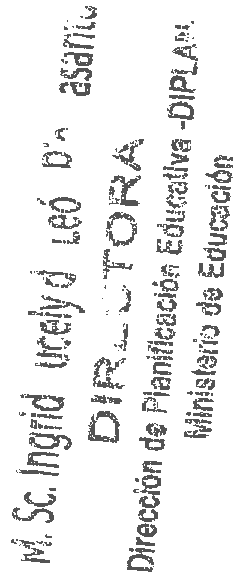 M. Sc. Ingrid
DIRECTORA
Dirección de Planificación Educativa -DIPLAN-
Ministerio de Educación